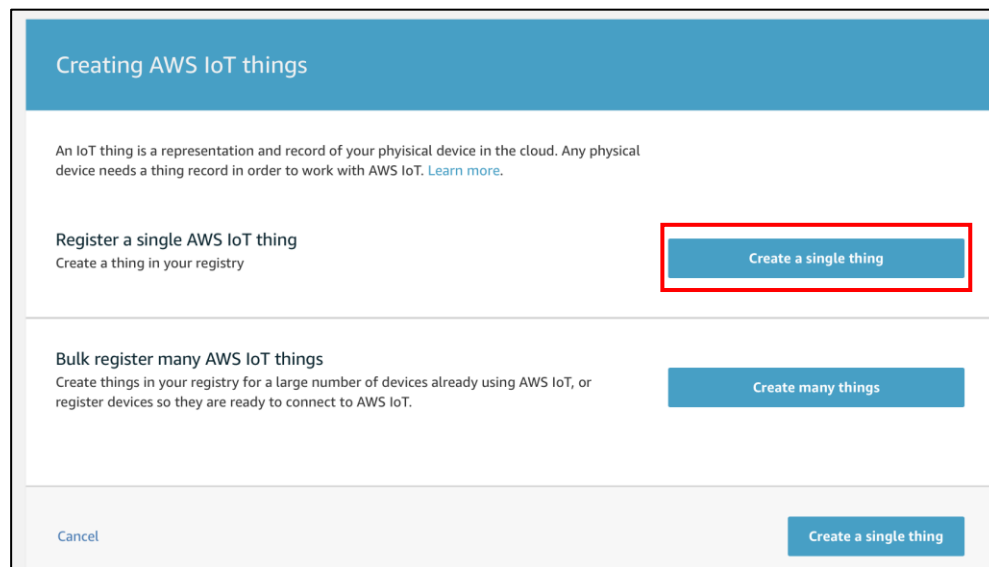 Creating AWS IoT things
An IoT thing is a representation and record of your phyisical device in the cloud. Any physical
device needs a thing record in order to work with AWS IoT. Learn more.
Register a single AWS IoT thing
Create a thing in your registry
Create a single thing
Bulk register many AWS IoT things
Create things in your registry for a large number of devices already using AWS IoT, or
register devices so they are ready to connect to AWS IoT.
Create many things
Cancel
Create a single thing